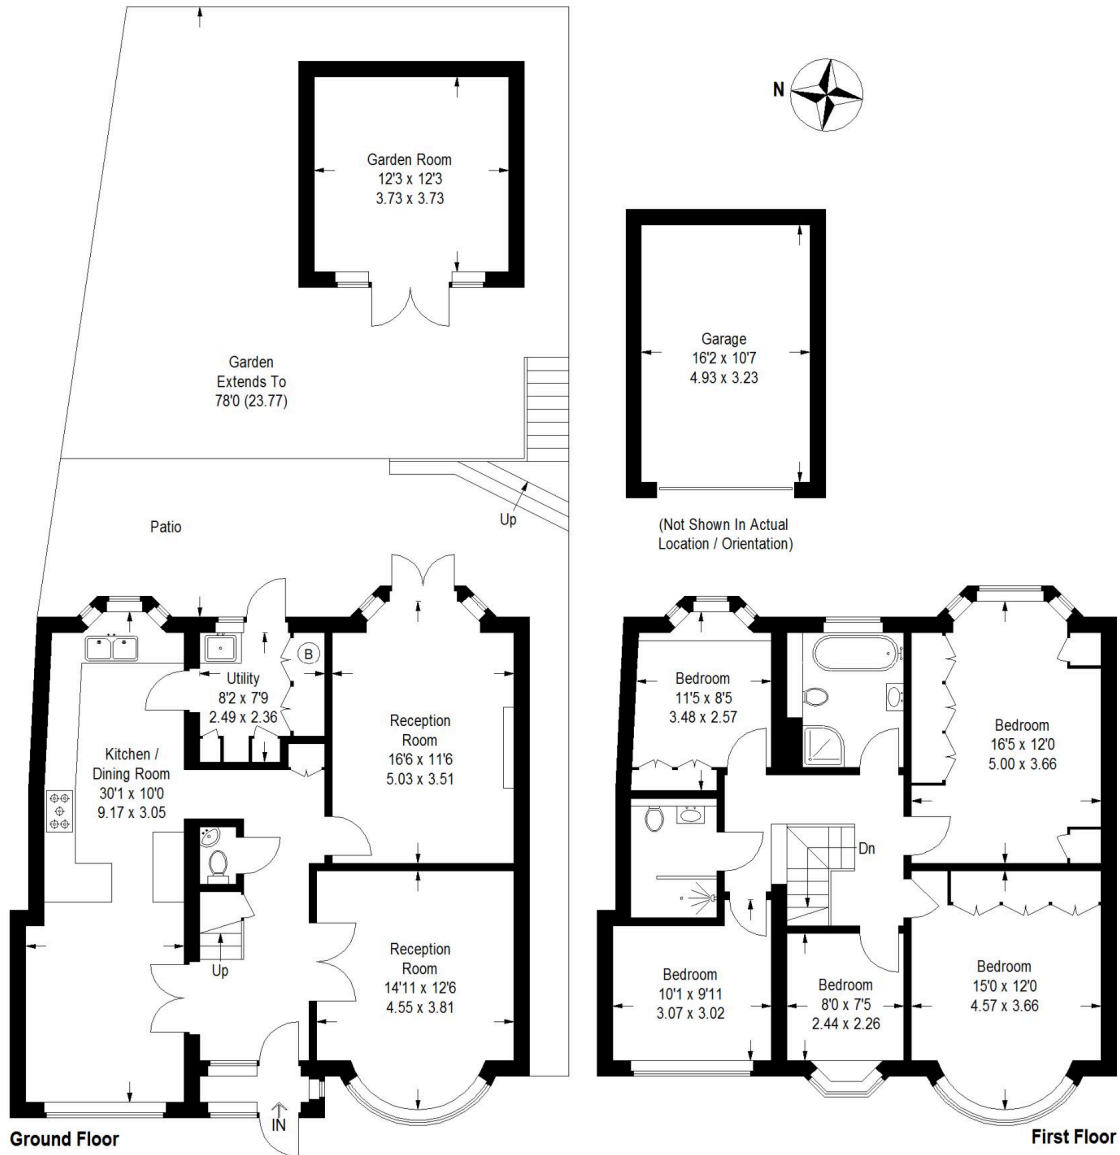 N
Garden Room
12'3 x 12'3
3.73 x 3.73
Garage
16'2 x 10'7
4.93 x 3.23
Garden
Extends To
78'0 (23.77)
(Not Shown In Actual
Location / Orientation)
Patio
Up
B
Utility
8'2 x 7'9
2.49 x 2.36
Reception
Room
16'6 x 11'6
5.03 x 3.51
Kitchen /
Dining Room
30'1 x 10'0
9.17 x 3.05
Up
Reception
Room
14'11 x 12'6
4.55 x 3.81
IN
Ground Floor
Bedroom
11'5 x 8'5
3.48 x 2.57
Bedroom
16'5 x 12'0
5.00 x 3.66
Dn
Bedroom
10'1 x 9'11
3.07 x 3.02
Bedroom
8'0 x 7'5
2.44 x 2.26
Bedroom
15'0 x 12'0
4.57 x 3.66
First Floor